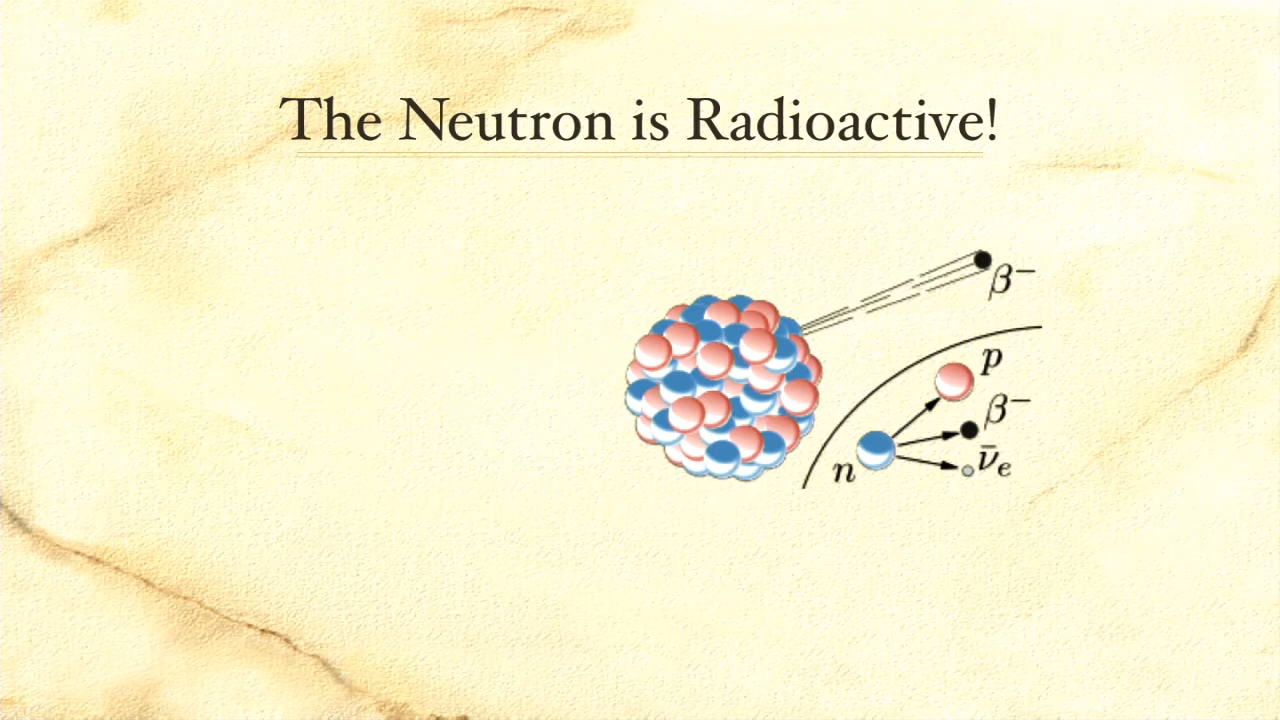 The Neutron is Radioactive!
β⁻
p
β⁻
n
ν̄ₑ